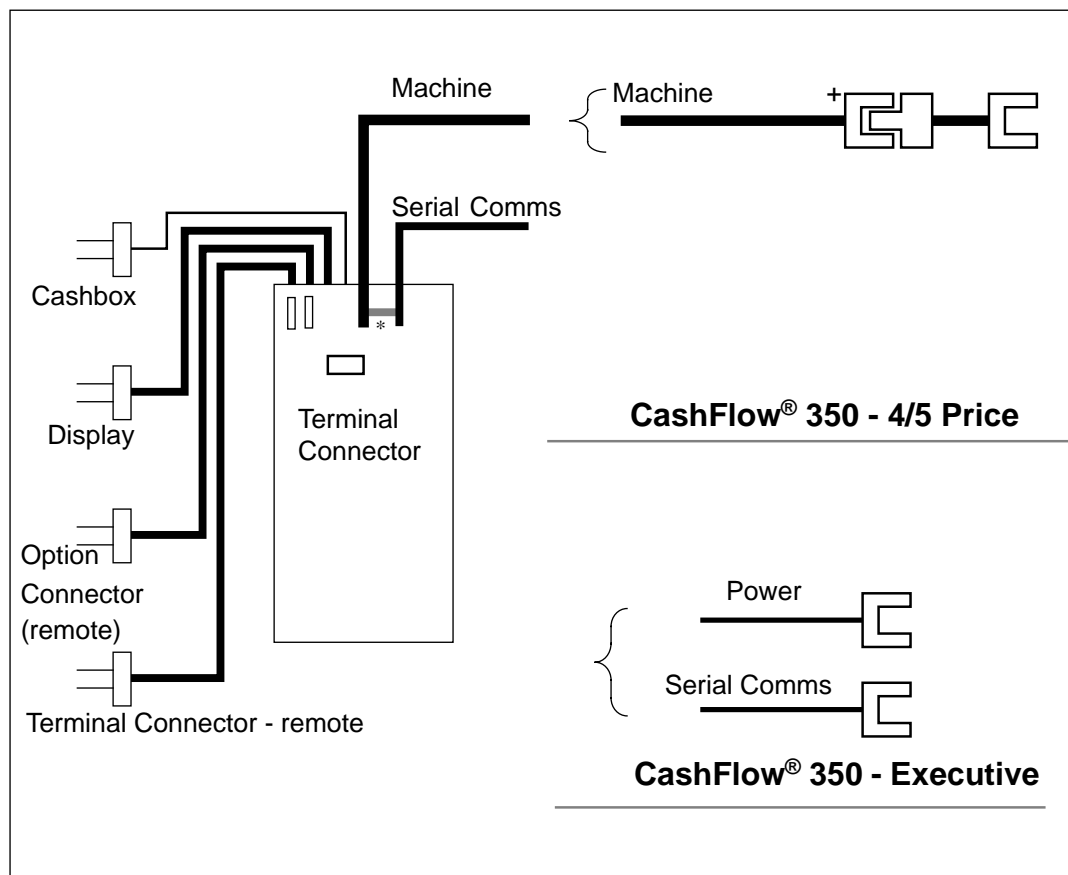 Machine
Machine
+
Serial Comms
Cashbox
*
Display
Terminal
Connector
CashFlow® 350 - 4/5 Price
Option
Connector
(remote)
Terminal Connector - remote
Power
Serial Comms
CashFlow® 350 - Executive